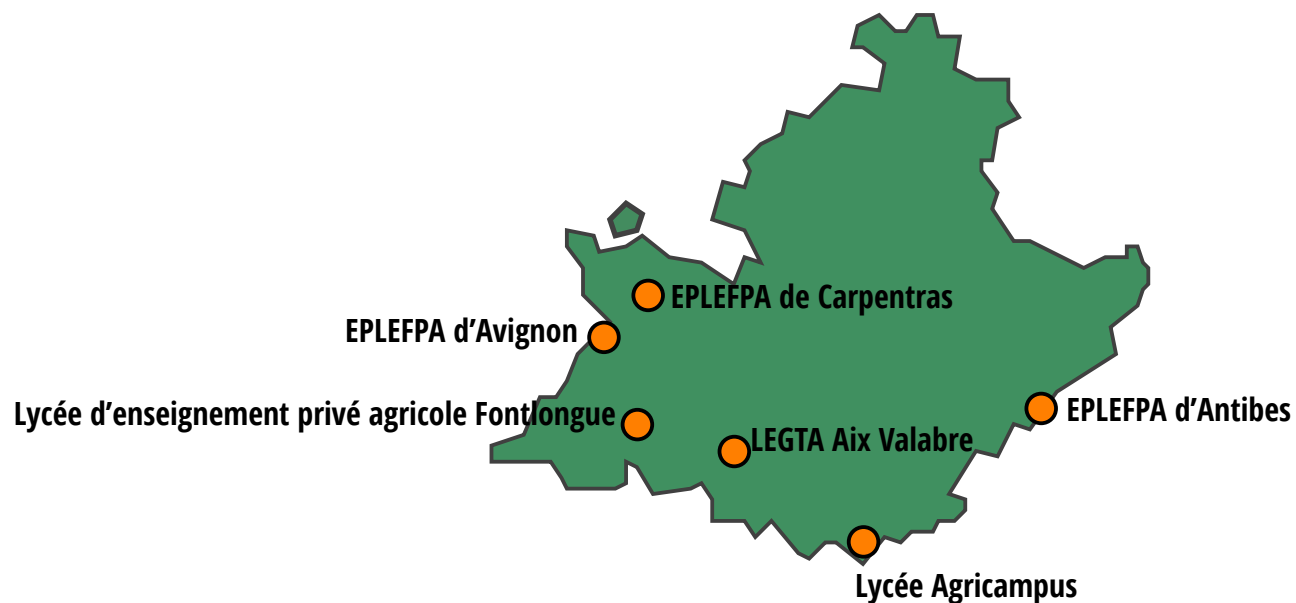 EPLEFPA de Carpentras
EPLEFPA d’Avignon
Lycée d’enseignement privé agricole Fontlongue
EPLEFPA d’Antibes
LEGTA Aix Valabre
Lycée Agricampus